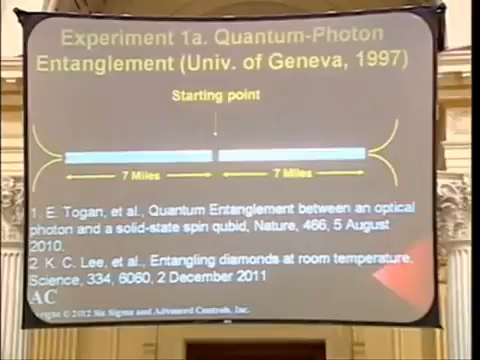 Experiment 1a. Quantum-Photon
Entanglement (Univ. of Geneva, 1997)
Starting point
7 Miles
7 Miles
1. E. Togan, et al., Quantum Entanglement between an optical
photon and a solid-state spin qubid, Nature, 466, 5 August
2010.
2. K. C. Lee, et al., Entangling diamonds at room temperature,
Science, 334, 6060, 2 December 2011
AC
© 2012 Six Sigma and Advanced Controls, Inc.